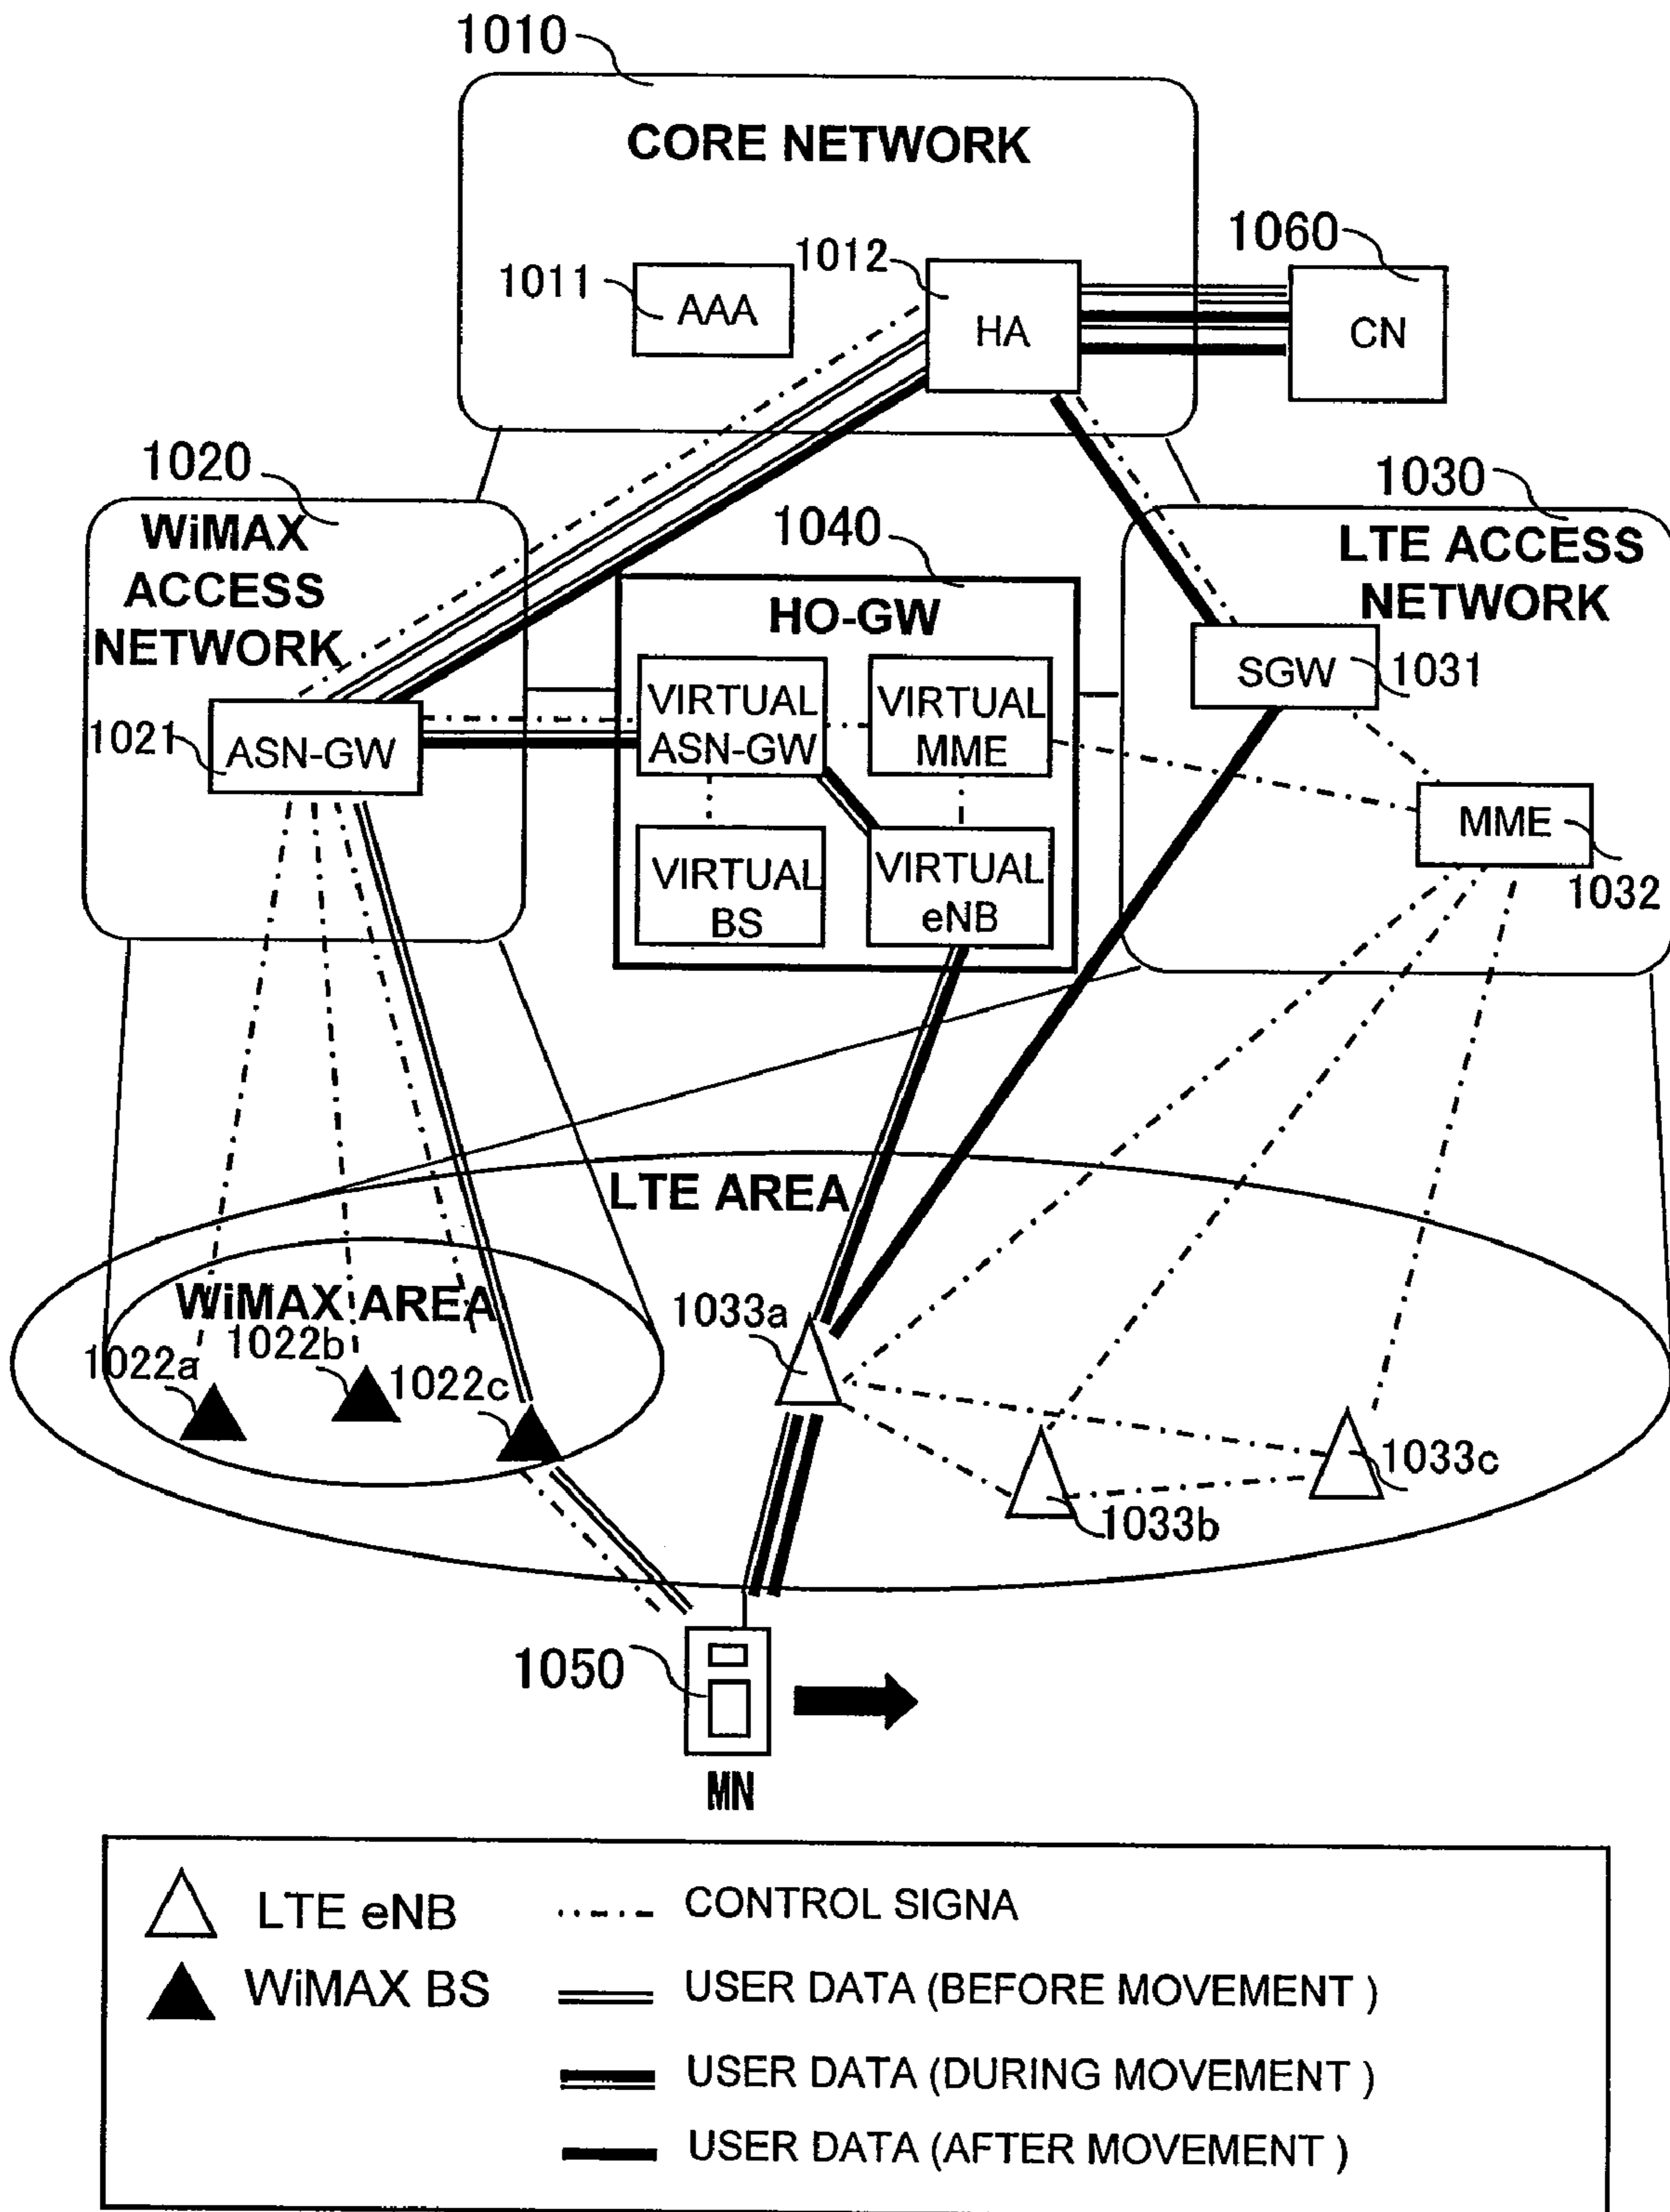 1010
CORE NETWORK
1060
1012
1011
AAA
HA
CN
1020
1030
WiMAX
ACCESS
NETWORK
1040
LTE ACCESS
NETWORK
HO-GW
VIRTUAL
ASN-GW
VIRTUAL
MME
SGW
1031
1021
ASN-GW
MME
1032
VIRTUAL
BS
VIRTUAL
eNB
LTE AREA
WiMAX AREA
1033a
1022a
1022b
1022c
1033c
1033b
1050
MN
LTE eNB
CONTROL SIGNA
WiMAX BS
USER DATA (BEFORE MOVEMENT )
USER DATA (DURING MOVEMENT )
USER DATA (AFTER MOVEMENT )